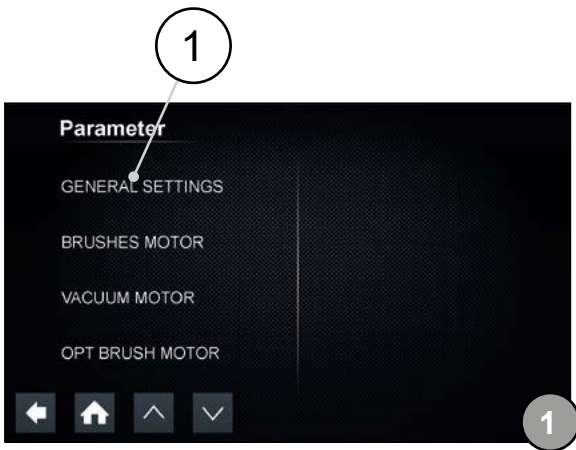 1
Parameter
GENERAL SETTINGS
BRUSHES MOTOR
VACUUM MOTOR
OPT BRUSH MOTOR
1